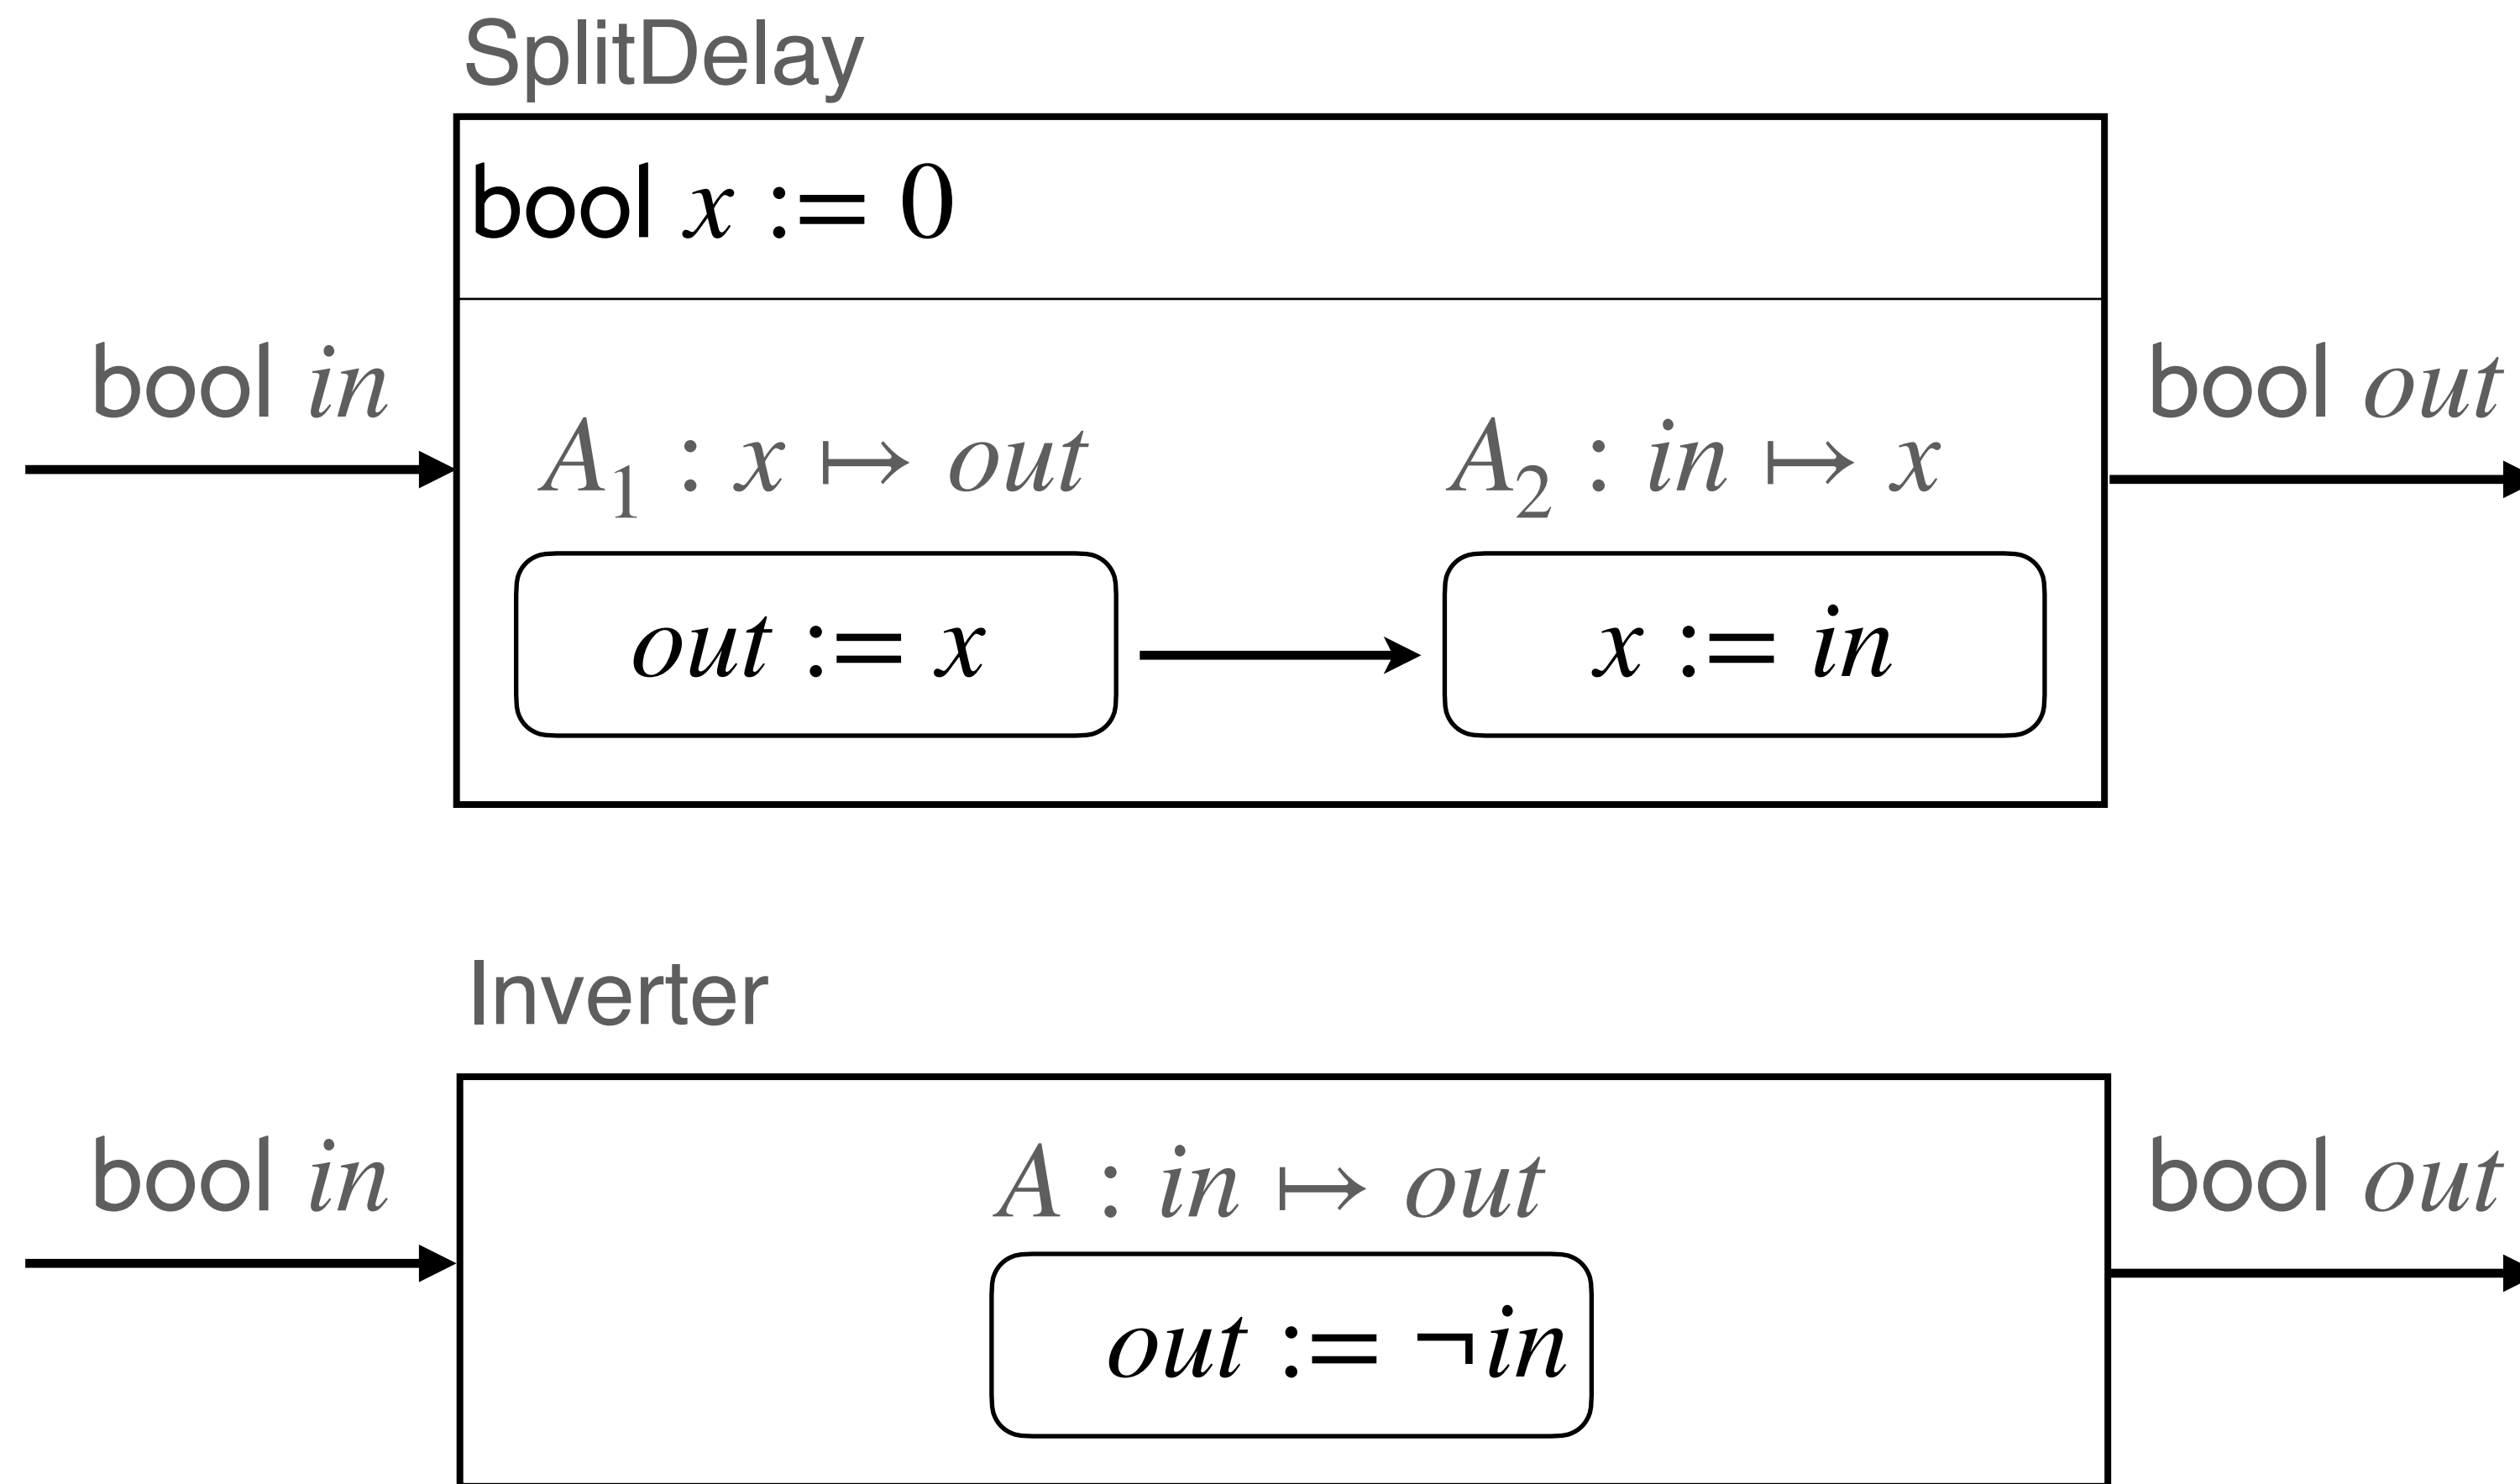 SplitDelay
bool x := 0
bool in
bool out
A₁ : x ↦ out
A₂ : in ↦ x
out := x
x := in
Inverter
bool in
bool out
A : in ↦ out
out := ¬in